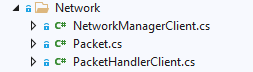 Network
C# NetworkManagerClient.cs
C# Packet.cs
C# PacketHandlerClient.cs